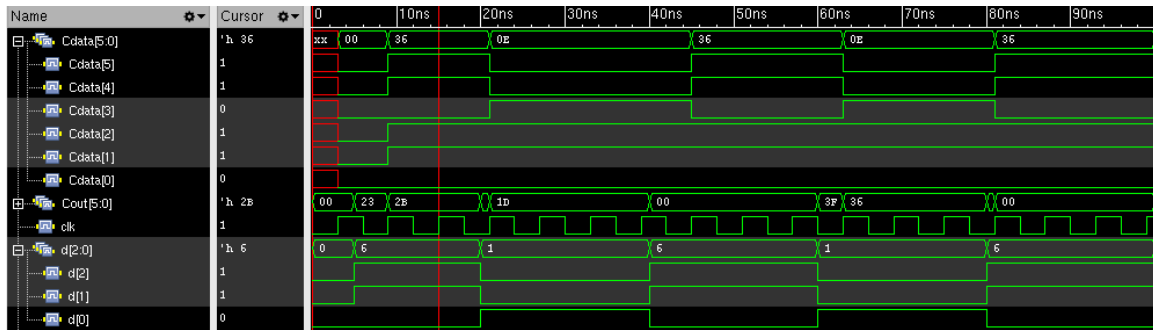 Name Cursor 0 10ns 20ns 30ns 40ns 50ns 60ns 70ns 80ns 90ns
Cdata[5:0] 'h 36 xx 00 36 0E 36 0E 36
Cdata[5] 1
Cdata[4] 1
Cdata[3] 0
Cdata[2] 1
Cdata[1] 1
Cdata[0] 0
Cout[5:0] 'h 2B 00 23 2B 1D 00 3F 36 00
clk 1
d[2:0] 'h 6 0 6 1 6 1 6
d[2] 1
d[1] 1
d[0] 0